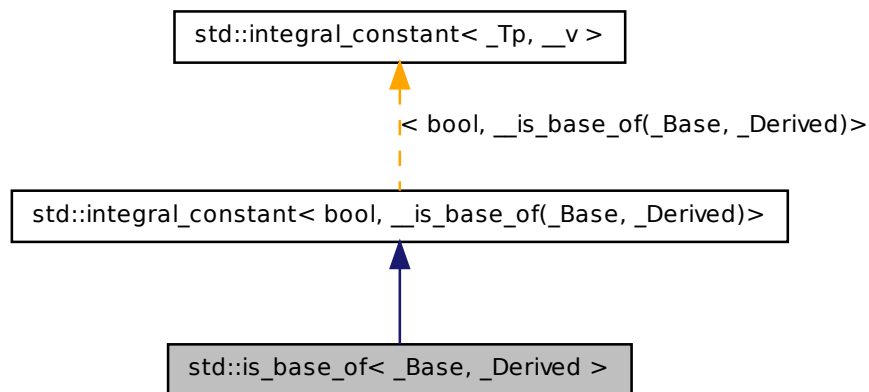 std::integral_constant< _Tp, __v >
< bool, __is_base_of(_Base, _Derived)>
std::integral_constant< bool, __is_base_of(_Base, _Derived)>
std::is_base_of< _Base, _Derived >